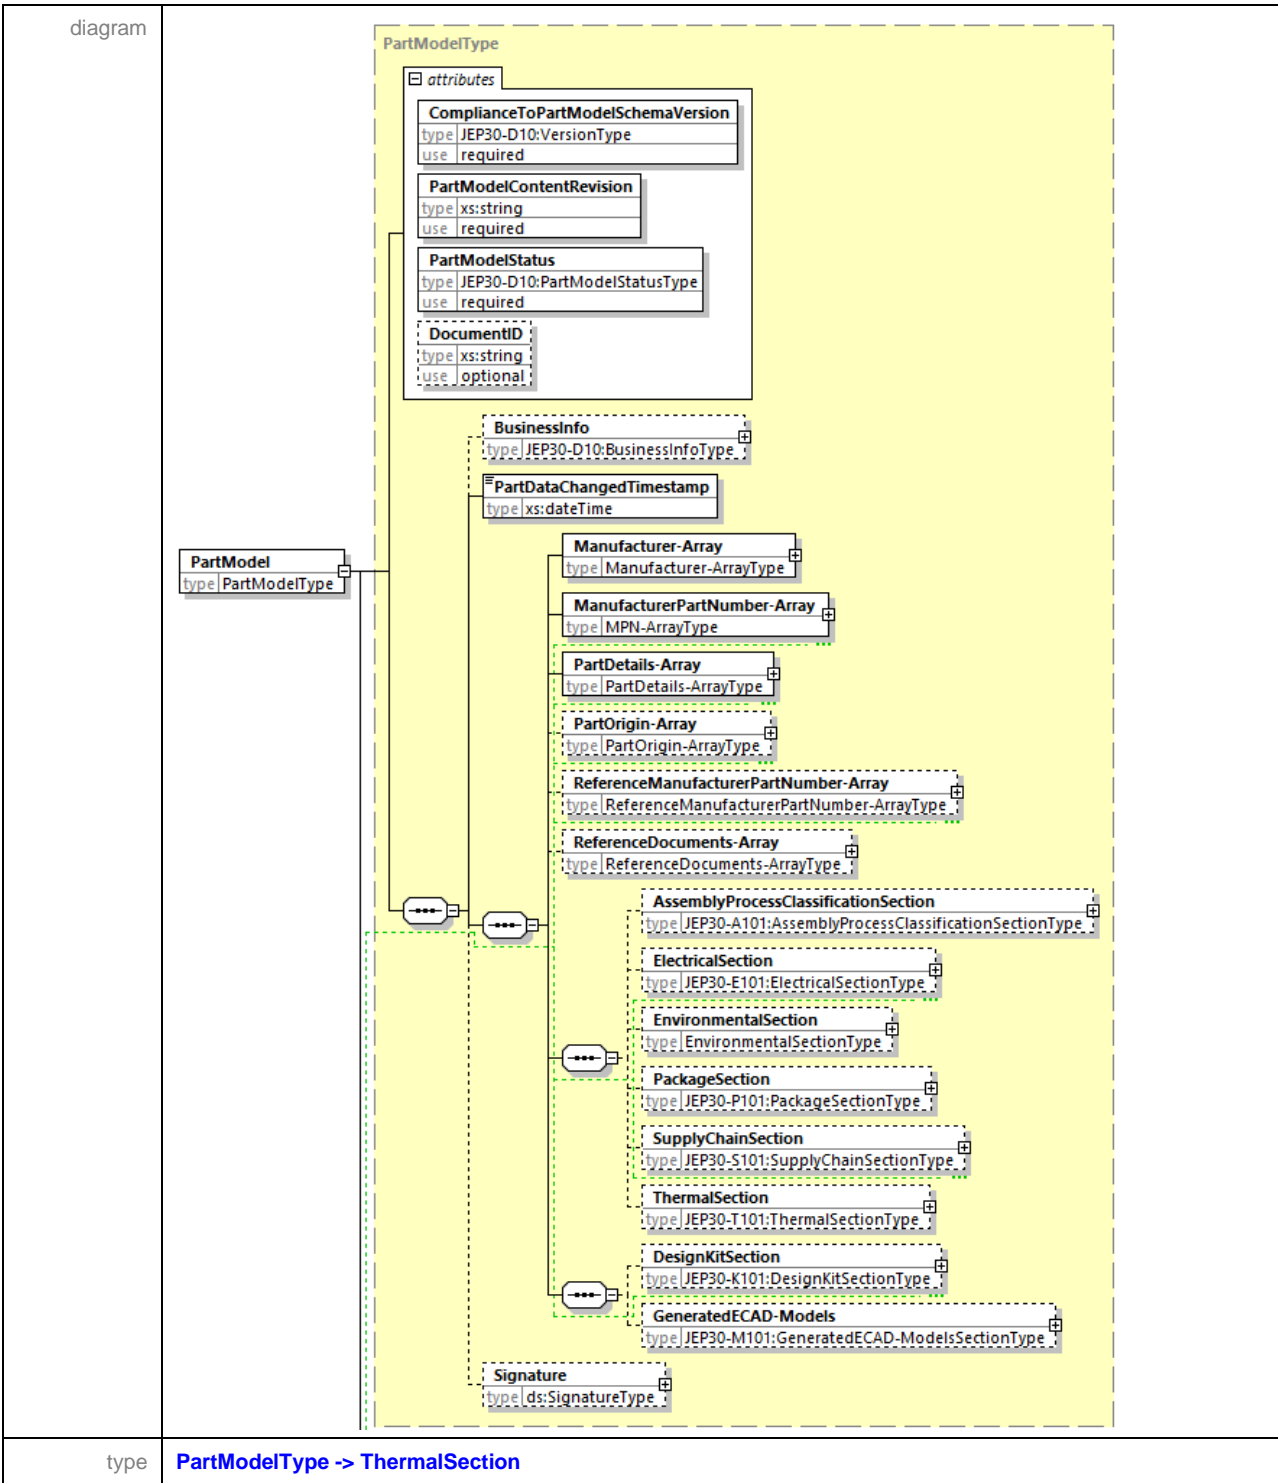 diagram
PartModelType
attributes
ComplianceToPartModelSchemaVersion
type JEP30-D10:VersionType
use required
PartModelContentRevision
type xs:string
use required
PartModelStatus
type JEP30-D10:PartModelStatusType
use required
DocumentID
type xs:string
use optional
BusinessInfo
type JEP30-D10:BusinessInfoType
PartDataChangedTimestamp
type xs:dateTime
PartModel
type PartModelType
Manufacturer-Array
type Manufacturer-ArrayType
ManufacturerPartNumber-Array
type MPN-ArrayType
PartDetails-Array
type PartDetails-ArrayType
PartOrigin-Array
type PartOrigin-ArrayType
ReferenceManufacturerPartNumber-Array
type ReferenceManufacturerPartNumber-ArrayType
ReferenceDocuments-Array
type ReferenceDocuments-ArrayType
AssemblyProcessClassificationSection
type JEP30-A101:AssemblyProcessClassificationSectionType
ElectricalSection
type JEP30-E101:ElectricalSectionType
EnvironmentalSection
type EnvironmentalSectionType
PackageSection
type JEP30-P101:PackageSectionType
SupplyChainSection
type JEP30-S101:SupplyChainSectionType
ThermalSection
type JEP30-T101:ThermalSectionType
DesignKitSection
type JEP30-K101:DesignKitSectionType
GeneratedECAD-Models
type JEP30-M101:GeneratedECAD-ModelsSectionType
Signature
type ds:SignatureType
type PartModelType -> ThermalSection